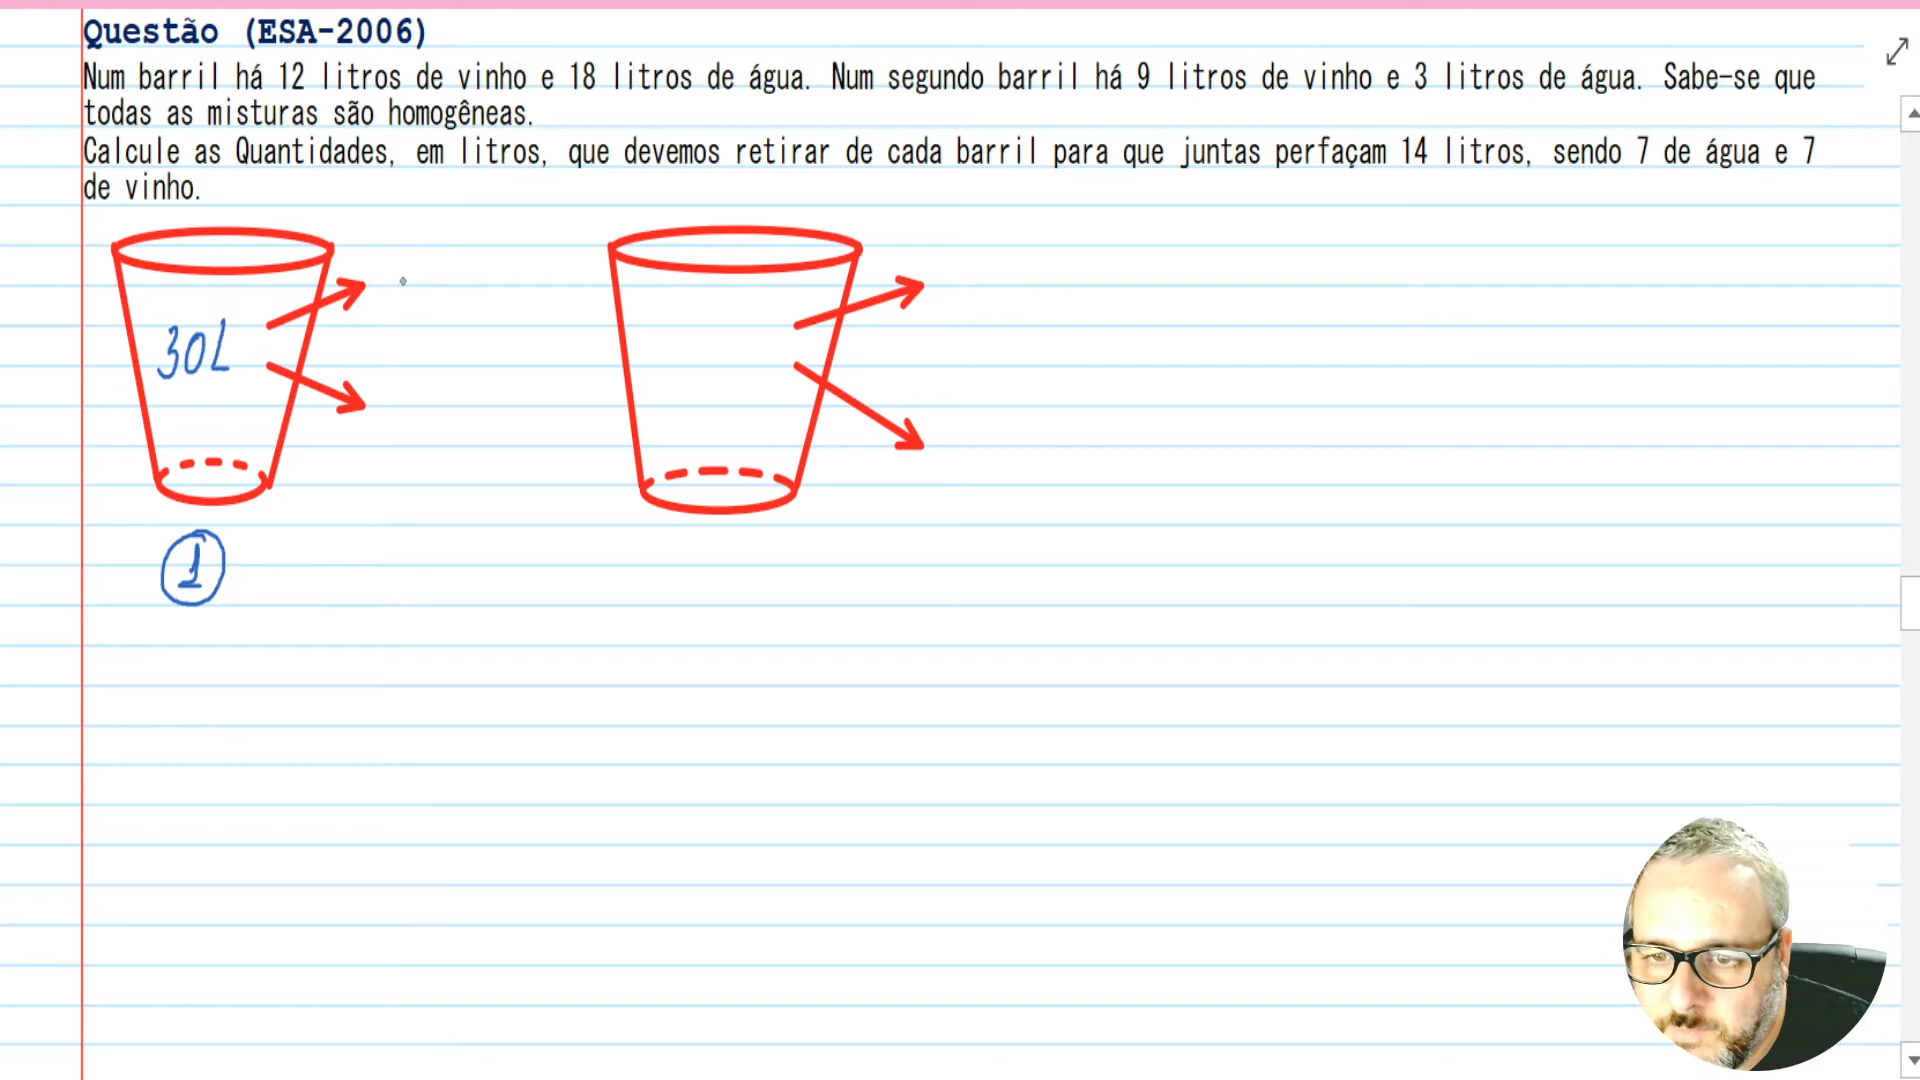 Questão (ESA-2006)
Num barril há 12 litros de vinho e 18 litros de água. Num segundo barril há 9 litros de vinho e 3 litros de água. Sabe-se que
todas as misturas são homogêneas.
Calcule as Quantidades, em litros, que devemos retirar de cada barril para que juntas perfaçam 14 litros, sendo 7 de água e 7
de vinho.
30L
1